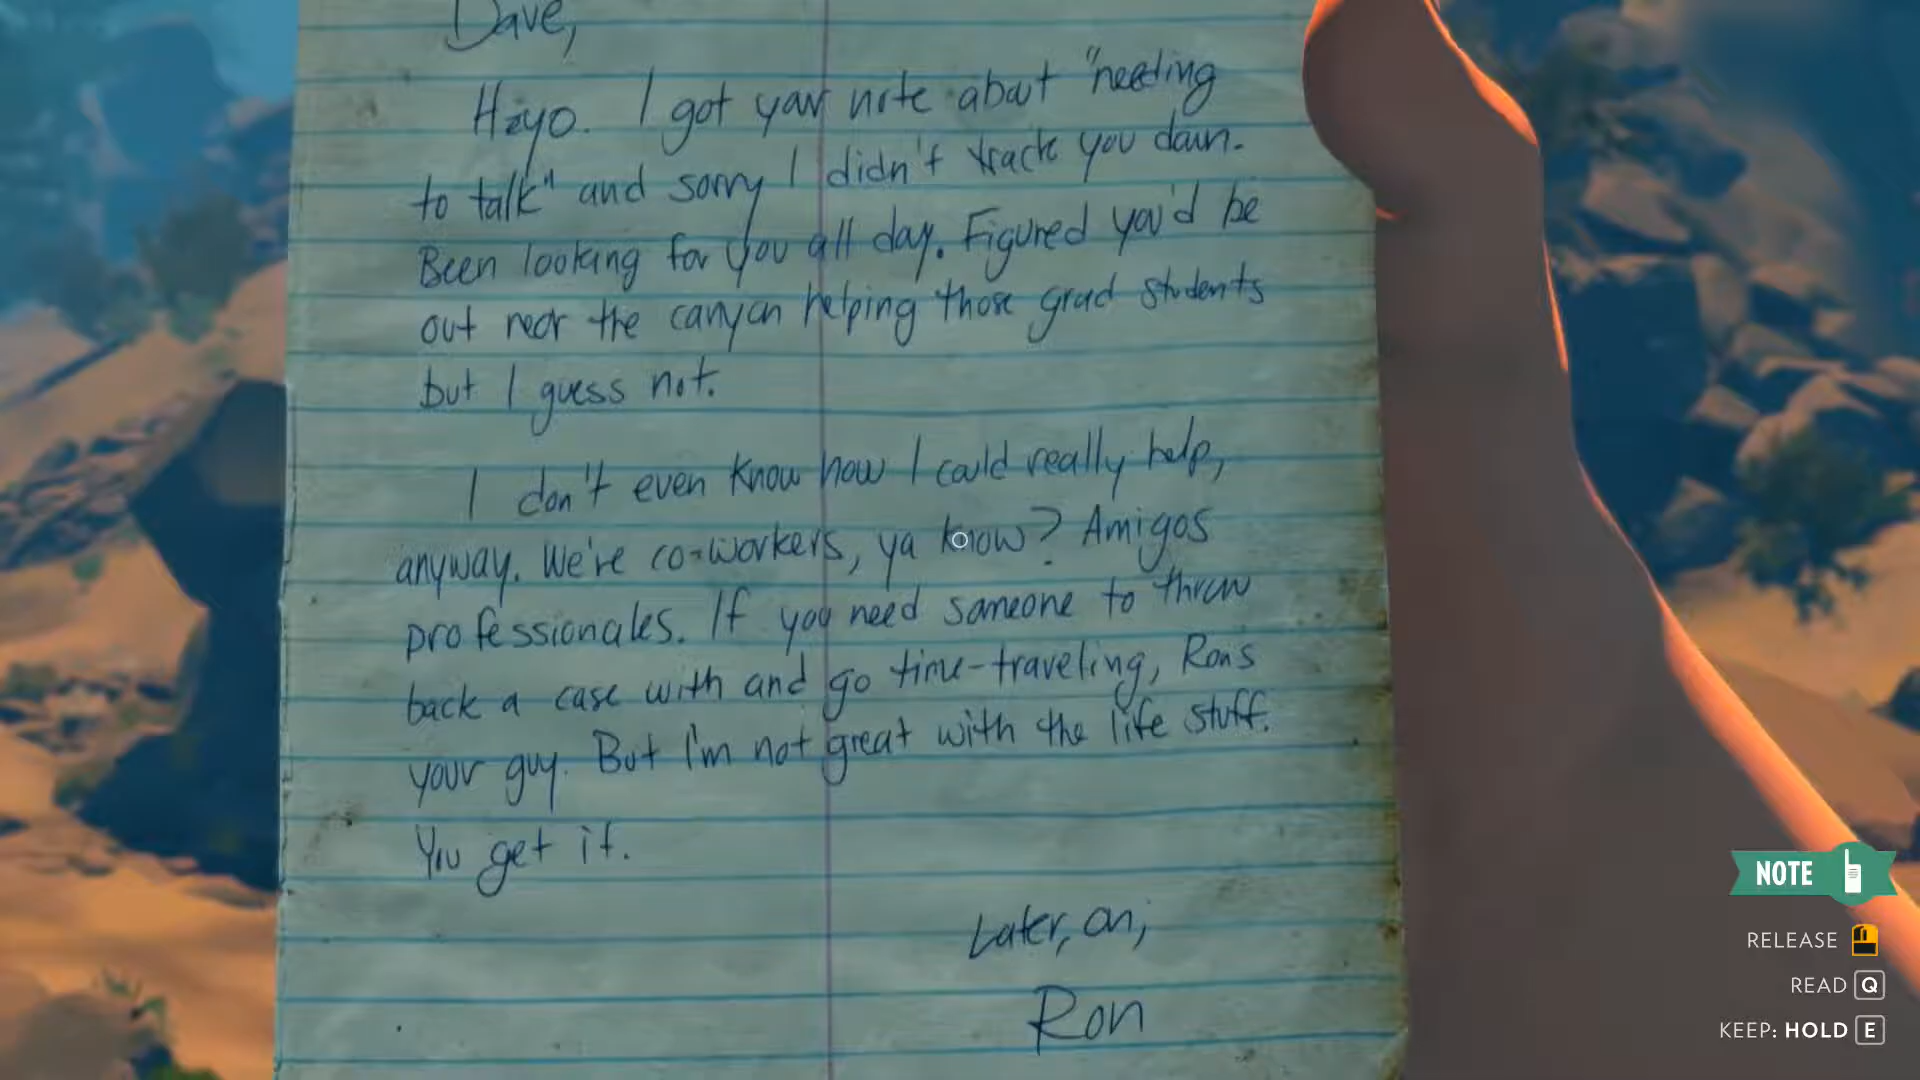 Dave,
Heyo. I got your note about "needing
to talk" and sorry I didn't track you down.
Been looking for you all day. Figured you'd be
out near the canyon helping those grad students
but I guess not.
I don't even know how I could really help,
anyway. We're co-workers, ya know? Amigos
professionales. If you need someone to throw
back a case with and go time-traveling, Ron's
your guy. But I'm not great with the life stuff.
You get it.
Later, on,
Ron
NOTE
RELEASE
READ Q
KEEP: HOLD E